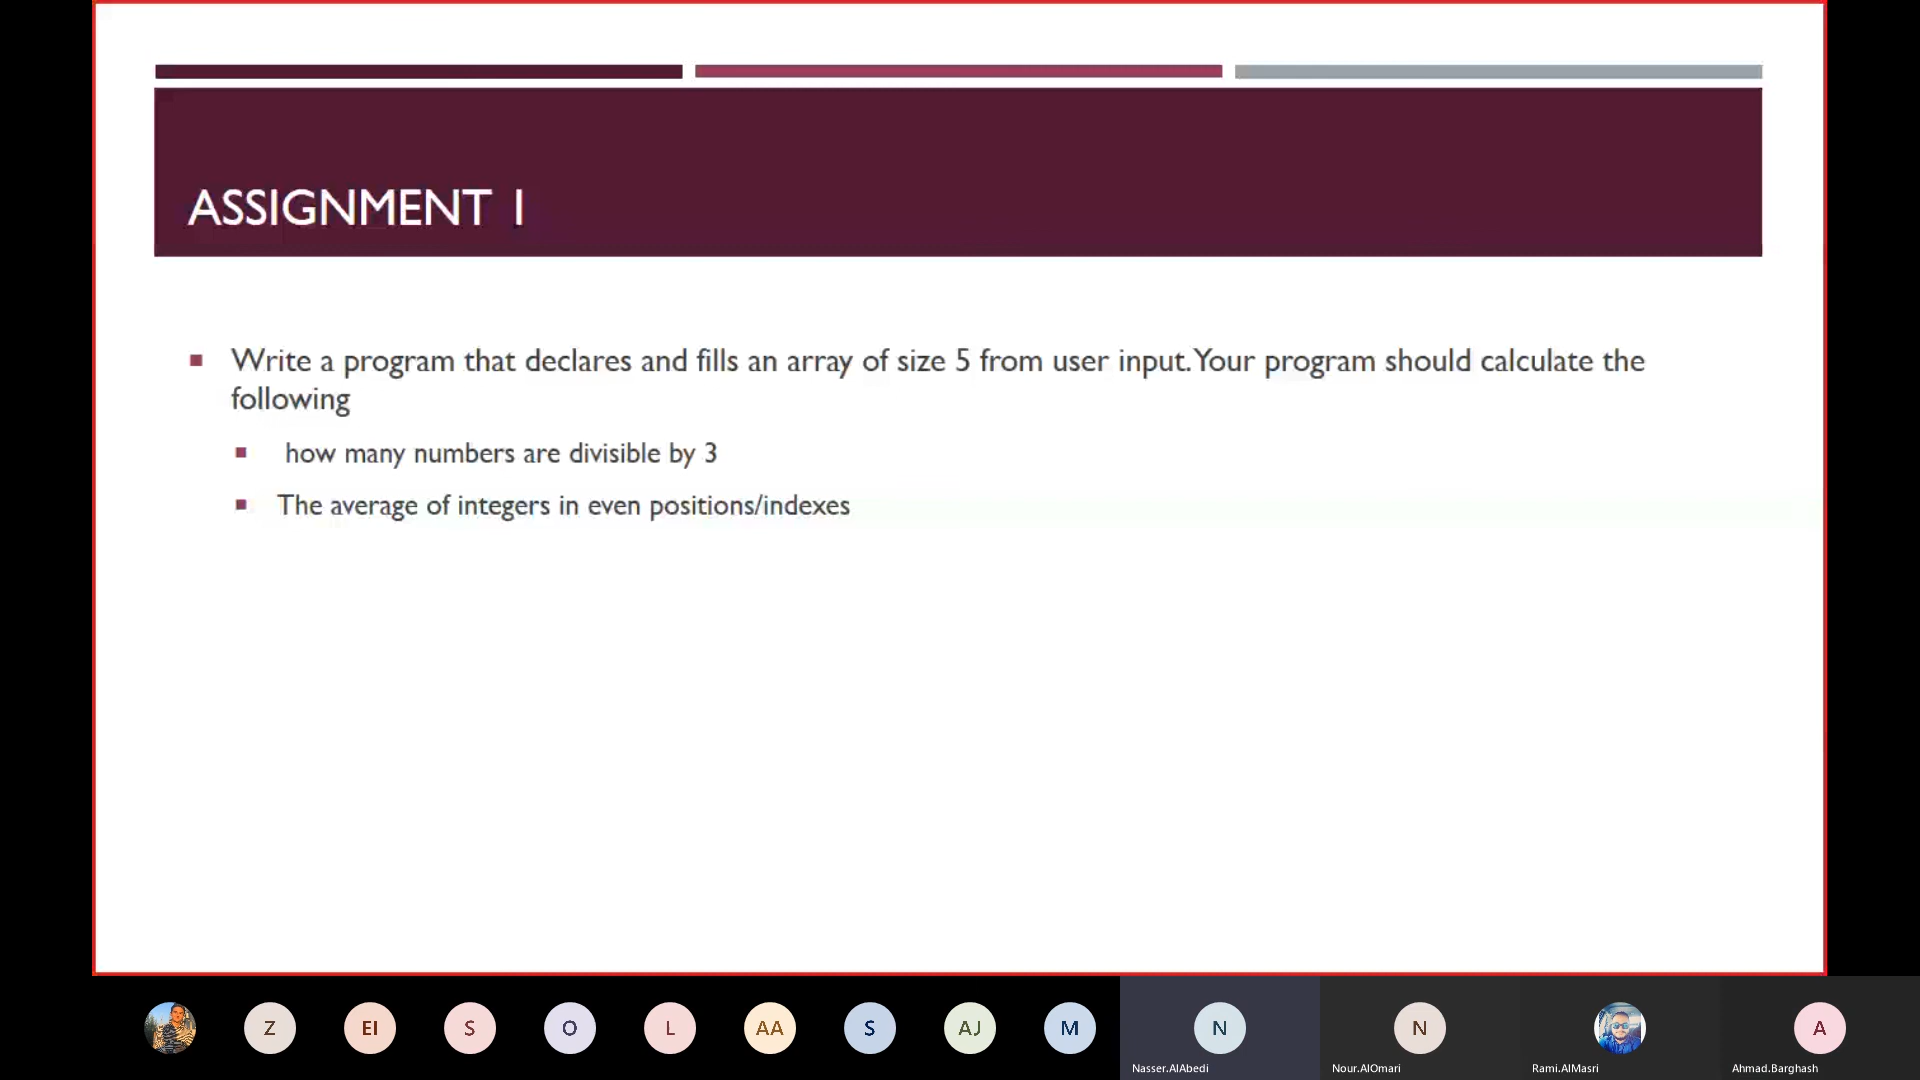 ASSIGNMENT 1
Write a program that declares and fills an array of size 5 from user input. Your program should calculate the
following
how many numbers are divisible by 3
The average of integers in even positions/indexes
Z EI S O L AA S AJ M N N A
Nasser.AlAbedi Nour.AlOmari Rami.AlMasri Ahmad.Barghash